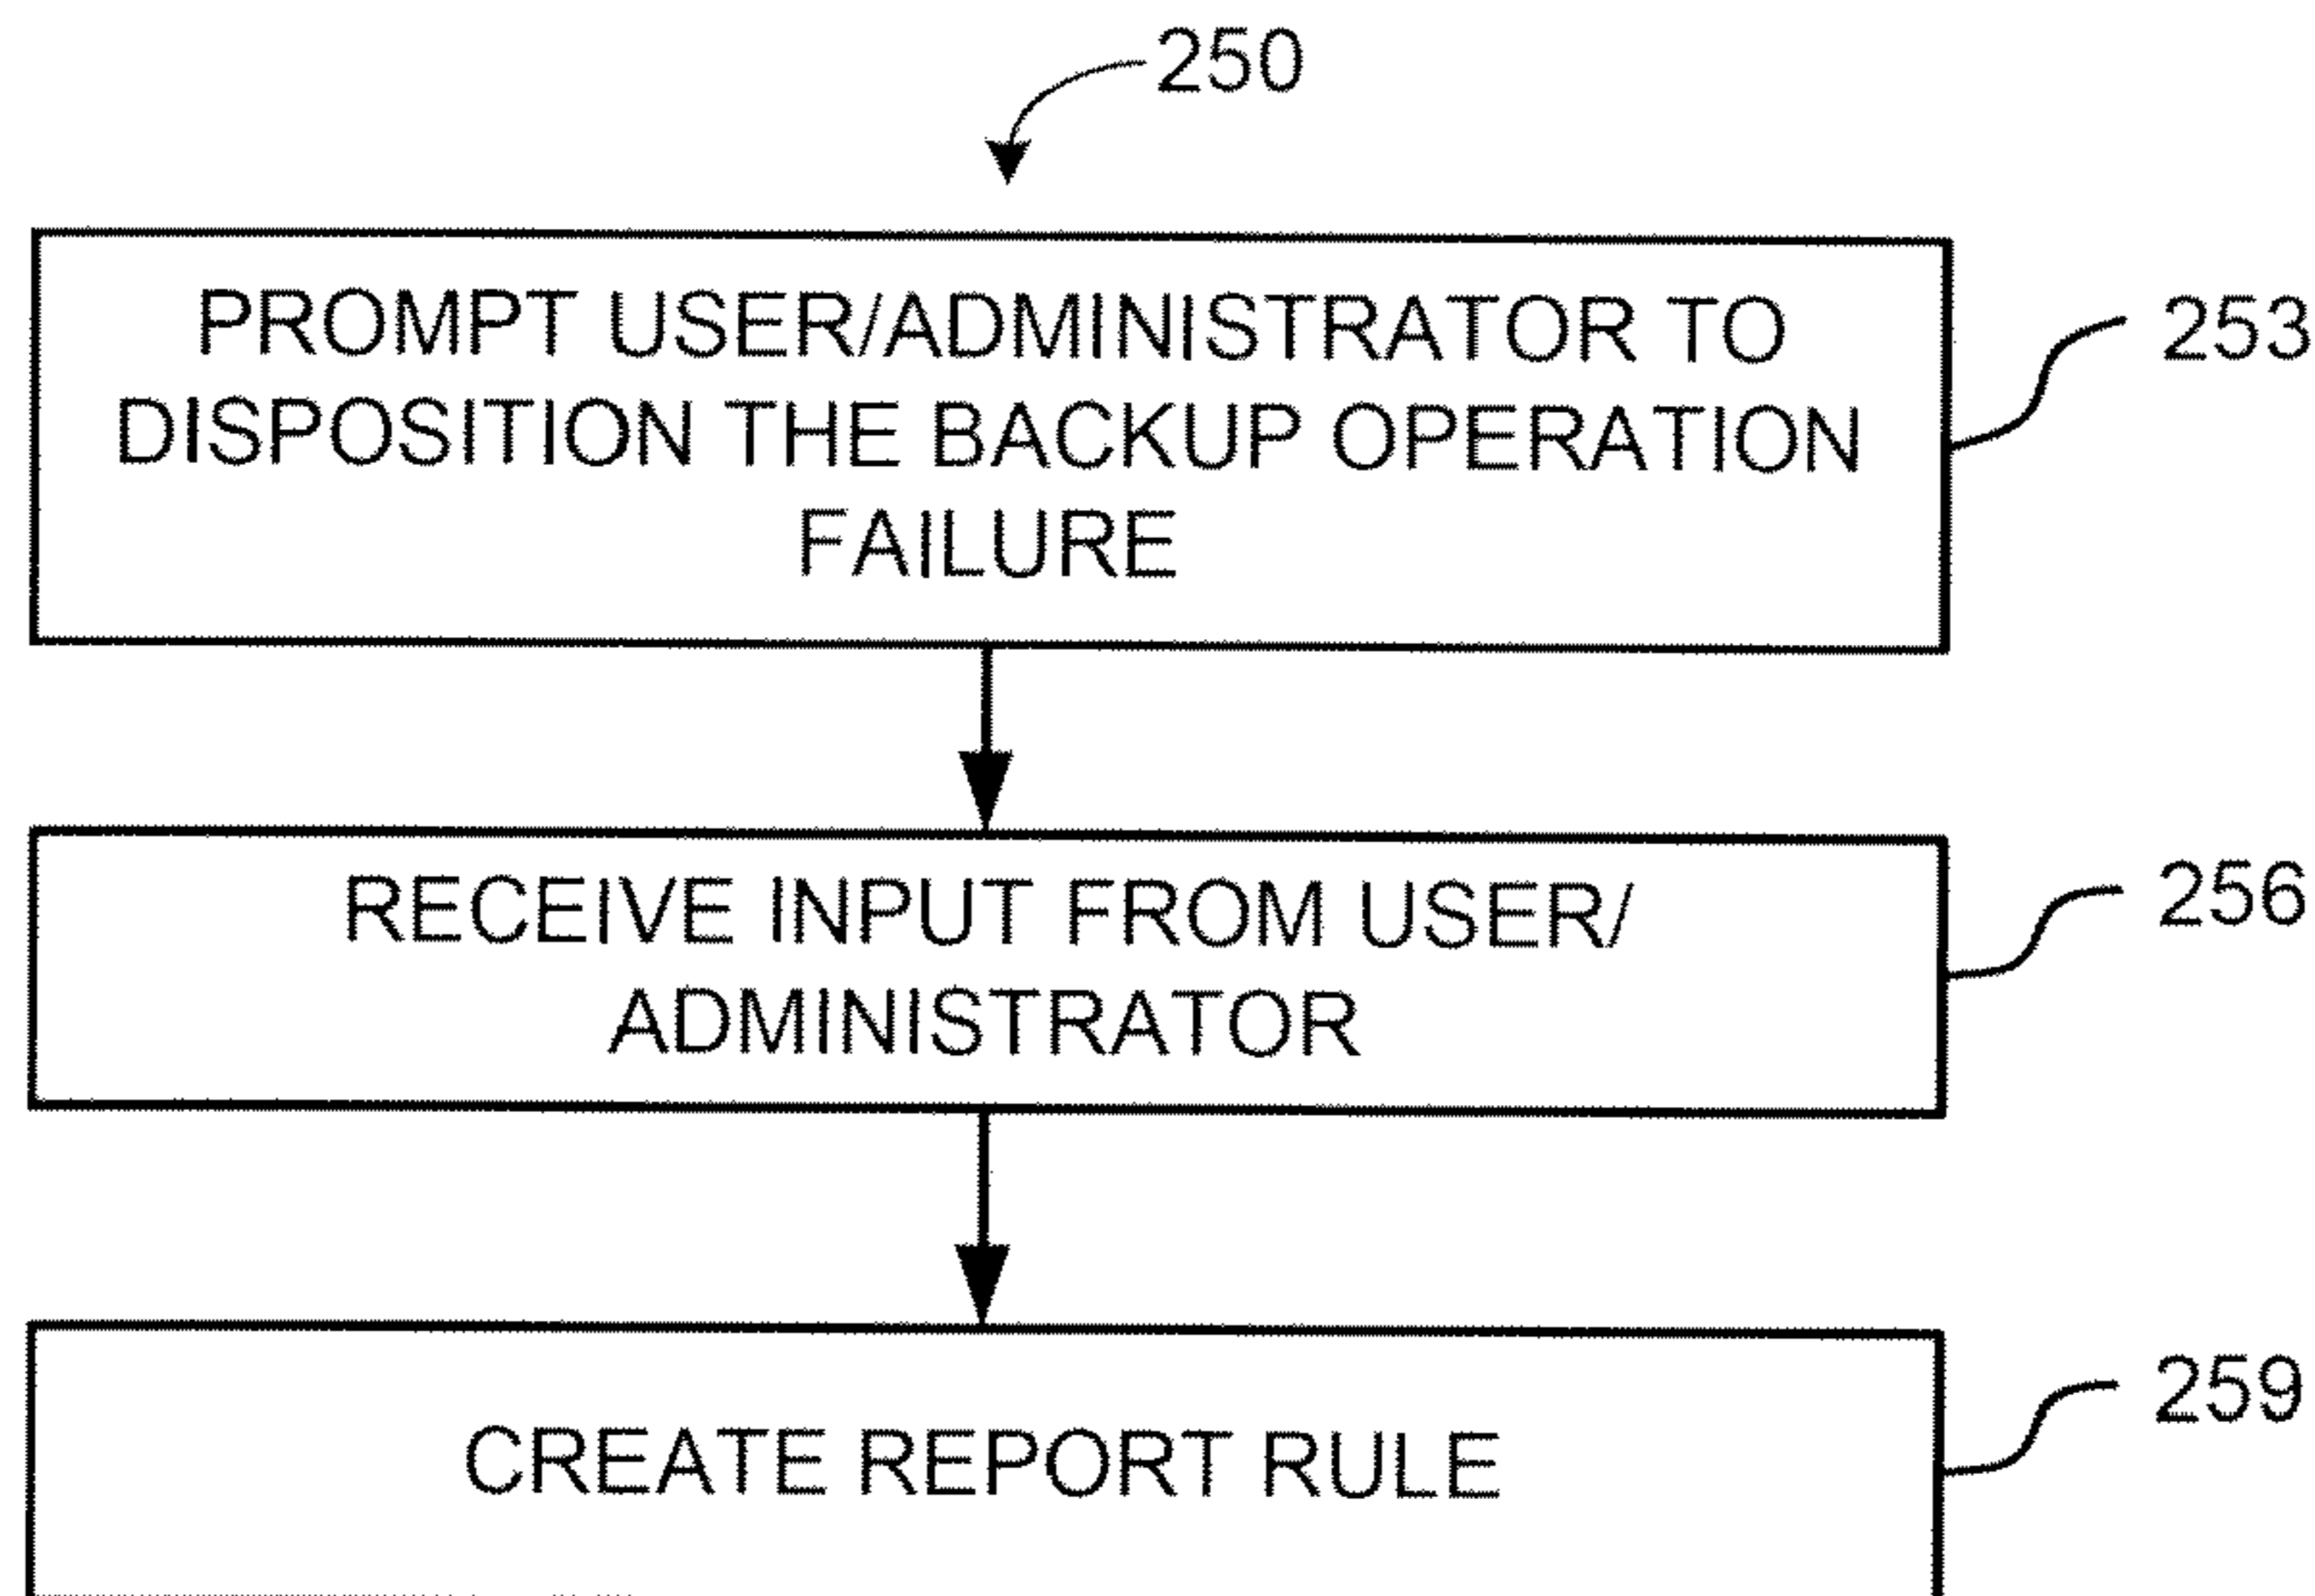 250
PROMPT USER/ADMINISTRATOR TO
253
DISPOSITION THE BACKUP OPERATION
FAILURE
RECEIVE INPUT FROM USER/
256
ADMINISTRATOR
259
CREATE REPORT RULE